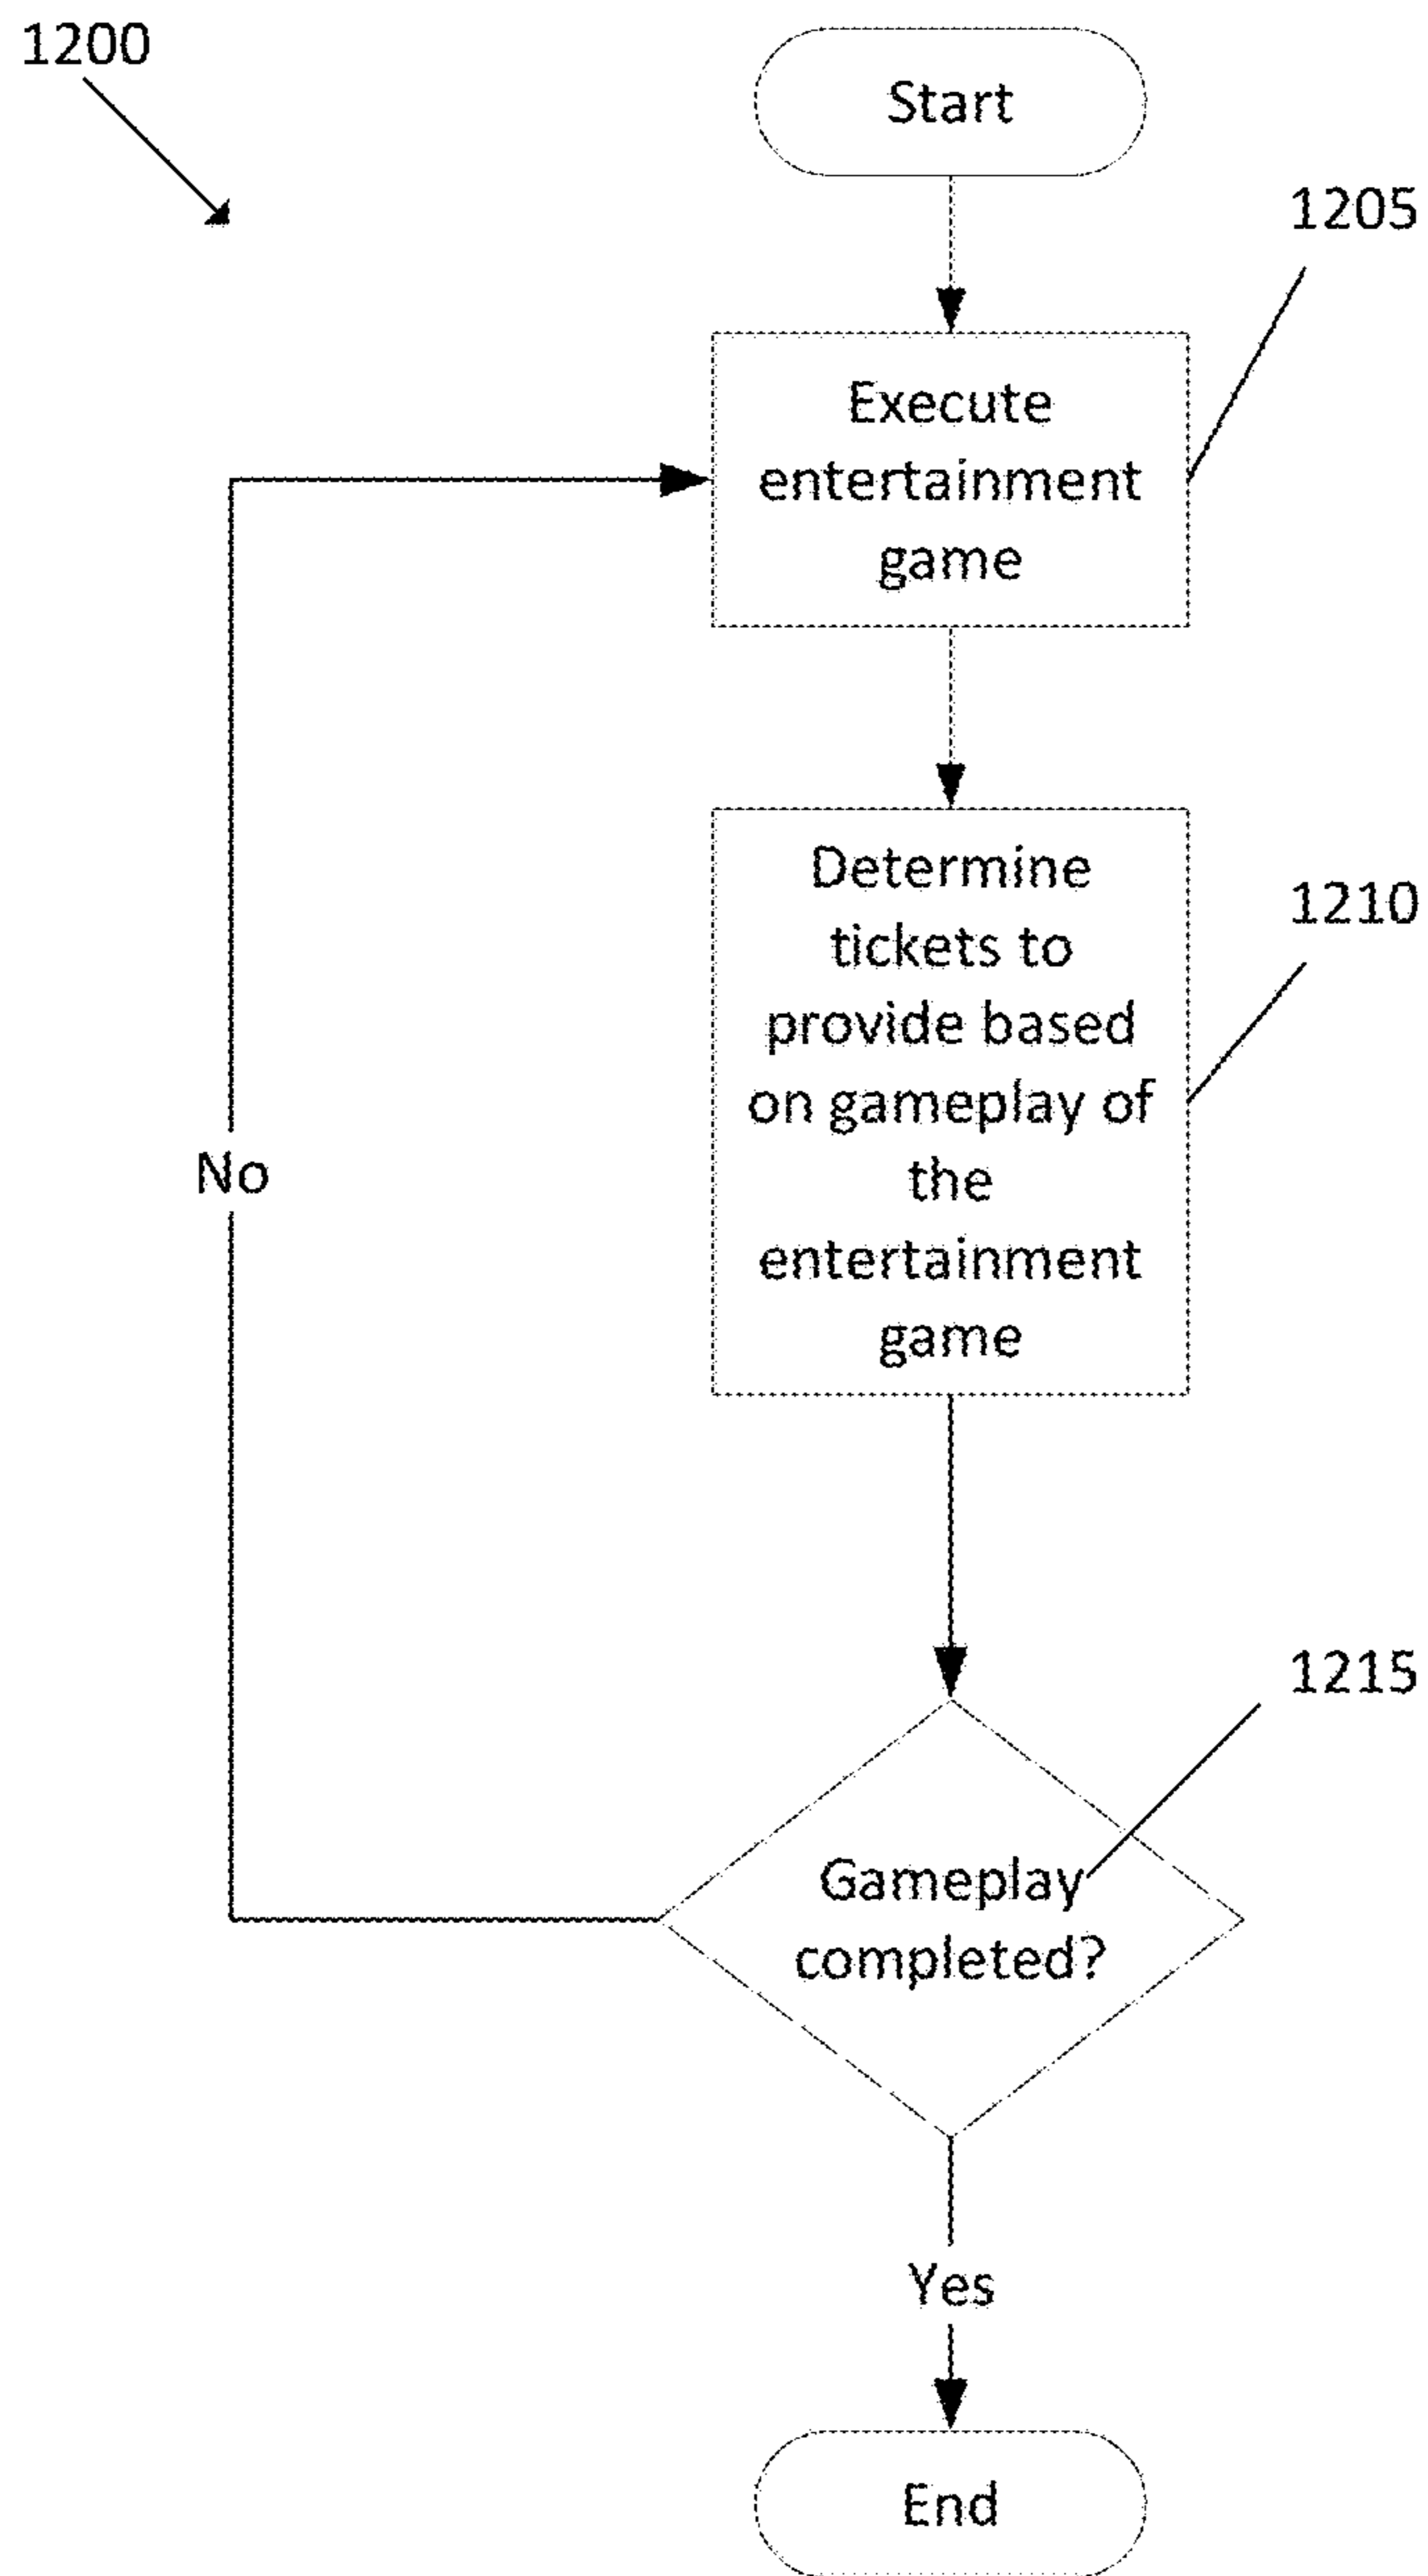 1200
Start
1205
Execute
entertainment
game
Determine
tickets to
provide based
on gameplay of
the
entertainment
game
1210
No
1215
Gameplay
completed?
Yes
End